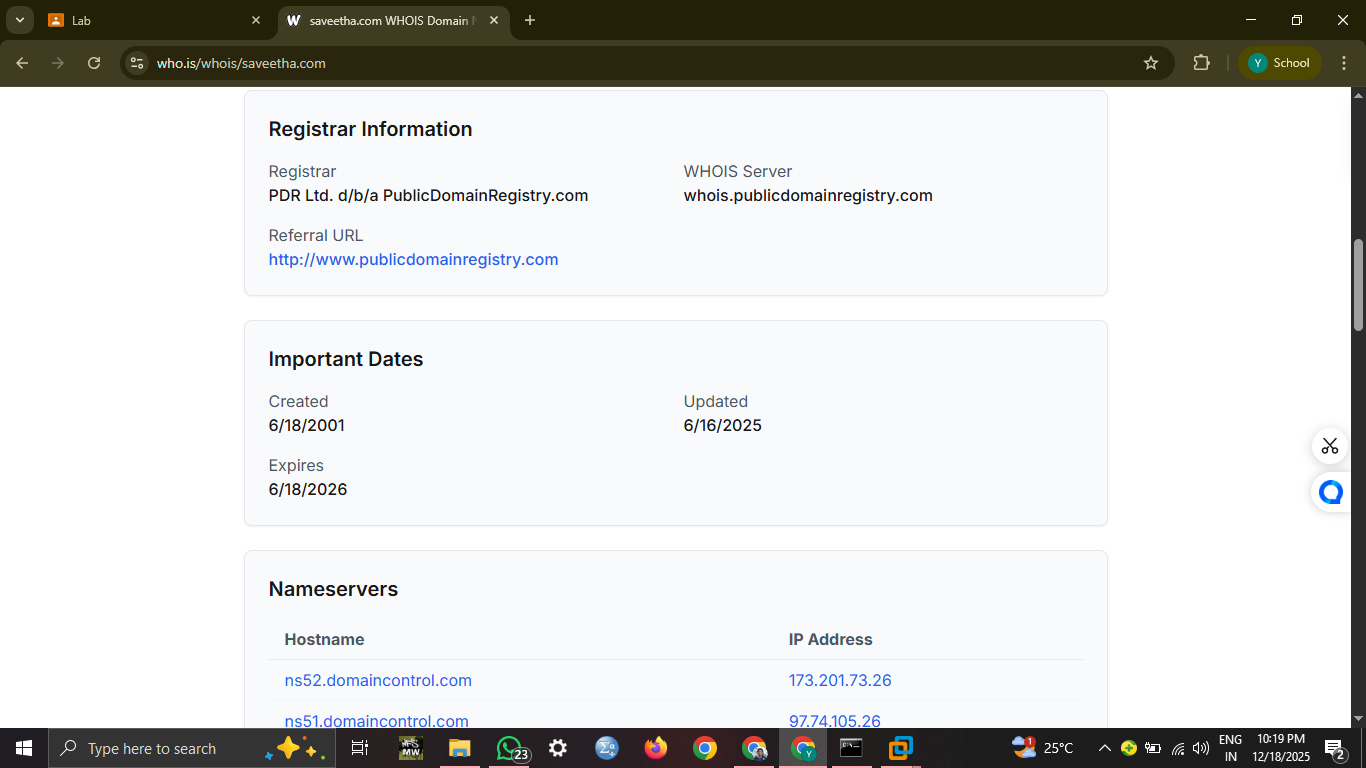 Lab
saveetha.com WHOIS Domain
who.is/whois/saveetha.com
Y School
Registrar Information
Registrar
PDR Ltd. d/b/a PublicDomainRegistry.com
WHOIS Server
whois.publicdomainregistry.com
Referral URL
http://www.publicdomainregistry.com
Important Dates
Created
6/18/2001
Updated
6/16/2025
Expires
6/18/2026
Nameservers
Hostname IP Address
ns52.domaincontrol.com 173.201.73.26
ns51.domaincontrol.com 97.74.105.26
Type here to search
23
1
25°C
ENG
IN
10:19 PM
12/18/2025
2